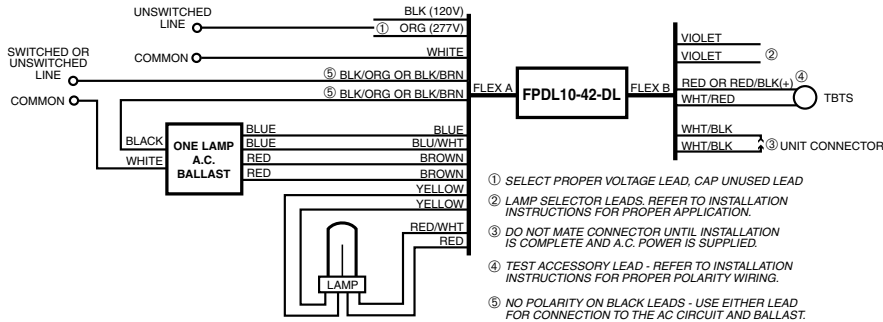 UNSWITCHED
LINE
BLK (120V)
① ORG (277V)
COMMON
WHITE
SWITCHED OR
UNSWITCHED
LINE
⑤ BLK/ORG OR BLK/BRN
COMMON
⑤ BLK/ORG OR BLK/BRN
FLEX A
FPDL10-42-DL
FLEX B
VIOLET
VIOLET
②
RED OR RED/BLK(+)
④
WHT/RED
TBTS
WHT/BLK
WHT/BLK
③ UNIT CONNECTOR
BLACK
WHITE
ONE LAMP
A.C.
BALLAST
BLUE
BLUE
RED
RED
BLUE
BLU/WHT
BROWN
BROWN
YELLOW
YELLOW
RED/WHT
RED
LAMP
① SELECT PROPER VOLTAGE LEAD, CAP UNUSED LEAD
② LAMP SELECTOR LEADS. REFER TO INSTALLATION
INSTRUCTIONS FOR PROPER APPLICATION.
③ DO NOT MATE CONNECTOR UNTIL INSTALLATION
IS COMPLETE AND A.C. POWER IS SUPPLIED.
④ TEST ACCESSORY LEAD - REFER TO INSTALLATION
INSTRUCTIONS FOR PROPER POLARITY WIRING.
⑤ NO POLARITY ON BLACK LEADS - USE EITHER LEAD
FOR CONNECTION TO THE AC CIRCUIT AND BALLAST.